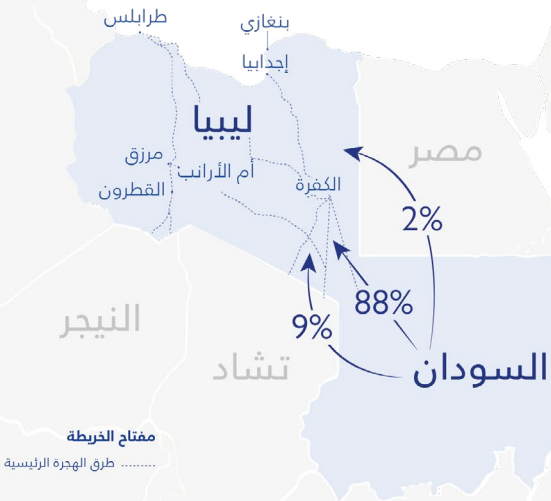 طرابلس
بنغازي
إجدابيا
ليبيا
مصر
مرزق
أم الأرانب
الكفرة
القطرون
2%
88%
9%
النيجر
تشاد
السودان
مفتاح الخريطة
طرق الهجرة الرئيسية